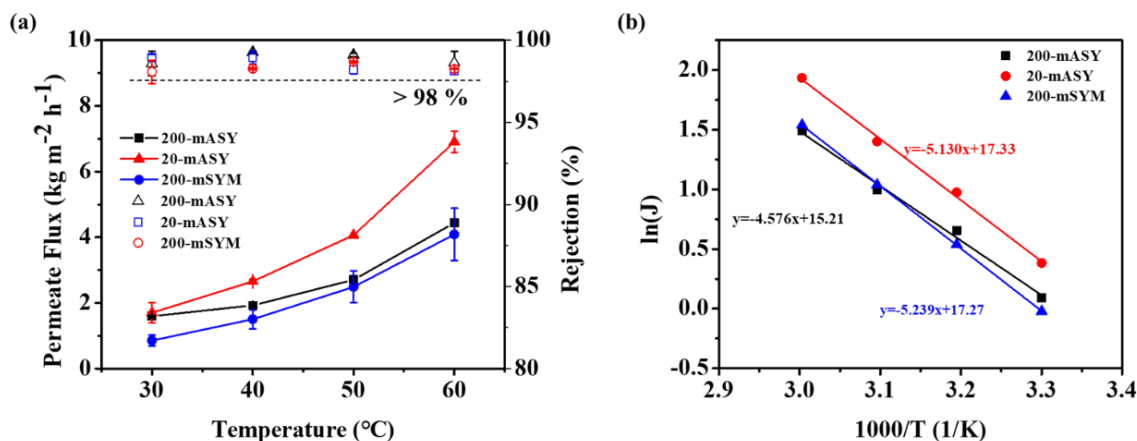 (a)
Permeate Flux (kg m⁻² h⁻¹)
10
8
6
4
2
0
> 98 %
200-mASY
20-mASY
200-mSYM
200-mASY
20-mASY
200-mSYM
100
95
90
85
80
Rejection (%)
30 40 50 60
Temperature (°C)
(b)
ln(J)
2.0
1.5
1.0
0.5
0.0
-0.5
200-mASY
20-mASY
200-mSYM
y=-5.130x+17.33
y=-4.576x+15.21
y=-5.239x+17.27
2.9 3.0 3.1 3.2 3.3 3.4
1000/T (1/K)